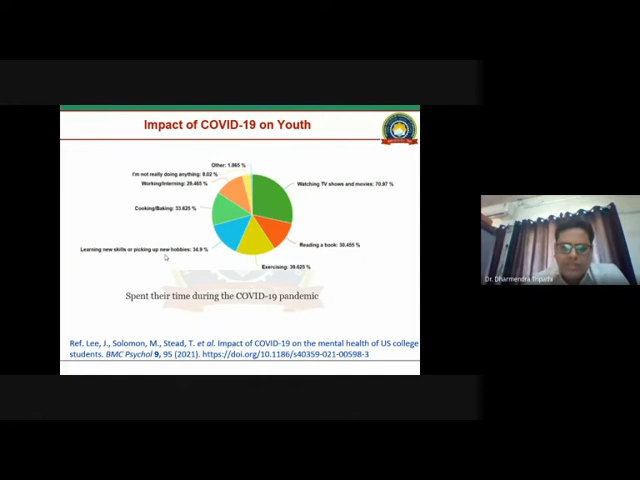 Impact of COVID-19 on Youth
Other: 1.865 %
I'm not really doing anything: 9.02 %
Working/Interning: 29.465 %
Cooking/Baking: 33.625 %
Learning new skills or picking up new hobbies: 34.9 %
Watching TV shows and movies: 70.97 %
Reading a book: 30.455 %
Exercising: 39.625 %
Spent their time during the COVID-19 pandemic
Ref. Lee, J., Solomon, M., Stead, T. et al. Impact of COVID-19 on the mental health of US college
students. BMC Psychol 9, 95 (2021). https://doi.org/10.1186/s40359-021-00598-3
Dr. Dharmendra Tripathi